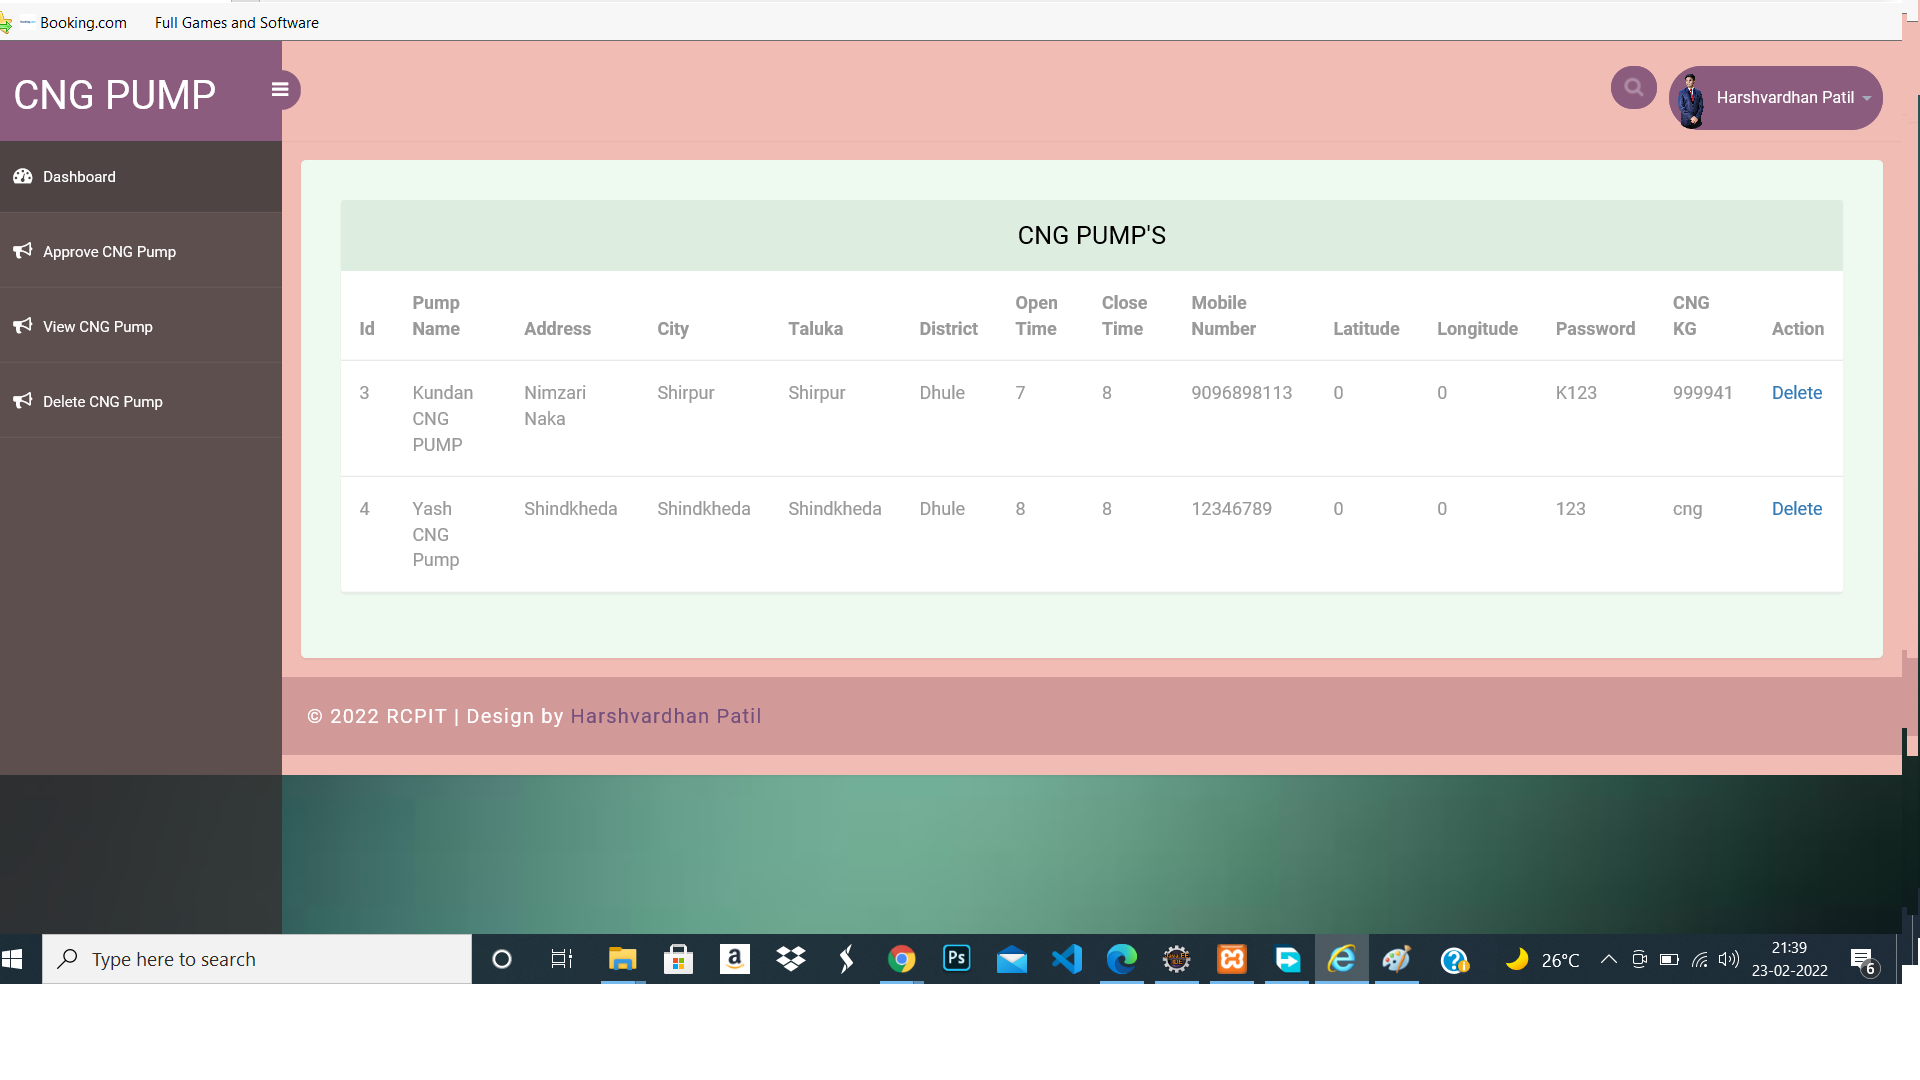 Booking.com Full Games and Software
CNG PUMP
Harshvardhan Patil
Dashboard
Approve CNG Pump
View CNG Pump
Delete CNG Pump
CNG PUMP'S
Id Pump Name Address City Taluka District Open Time Close Time Mobile Number Latitude Longitude Password CNG KG Action
3 Kundan CNG PUMP Nimzari Naka Shirpur Shirpur Dhule 7 8 9096898113 0 0 K123 999941 Delete
4 Yash CNG Pump Shindkheda Shindkheda Shindkheda Dhule 8 8 12346789 0 0 123 cng Delete
© 2022 RCPIT | Design by Harshvardhan Patil
Type here to search
a
Ps
26°C
21:39
23-02-2022
6